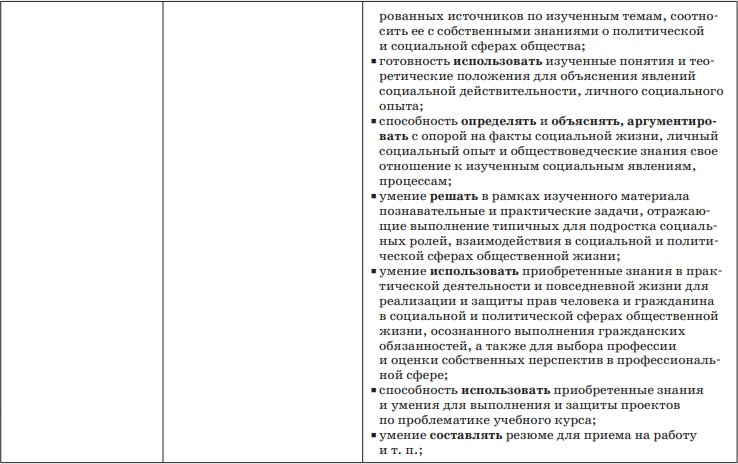 рованных источников по изученным темам, соотно-
сить ее с собственными знаниями о политической
и социальной сферах общества;
▪ готовность использовать изученные понятия и тео-
ретические положения для объяснения явлений
социальной действительности, личного социального
опыта;
▪ способность определять и объяснять, аргументиро-
вать с опорой на факты социальной жизни, личный
социальный опыт и обществоведческие знания свое
отношение к изученным социальным явлениям,
процессам;
▪ умение решать в рамках изученного материала
познавательные и практические задачи, отражаю-
щие выполнение типичных для подростка социаль-
ных ролей, взаимодействия в социальной и полити-
ческой сферах общественной жизни;
▪ умение использовать приобретенные знания в прак-
тической деятельности и повседневной жизни для
реализации и защиты прав человека и гражданина
в социальной и политической сферах общественной
жизни, осознанного выполнения гражданских
обязанностей, а также для выбора профессии
и оценки собственных перспектив в профессиональ-
ной сфере;
▪ способность использовать приобретенные знания
и умения для выполнения и защиты проектов
по проблематике учебного курса;
▪ умение составлять резюме для приема на работу
и т. п.;